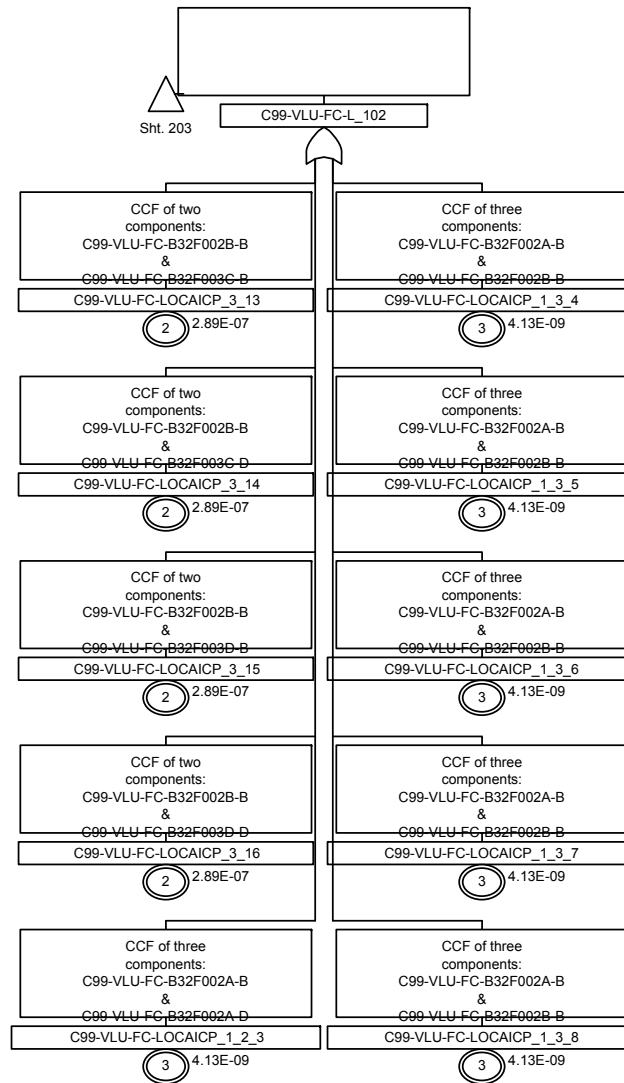 Sht. 203
C99-VLU-FC-L_102
CCF of two
components:
C99-VLU-FC-B32F002B-B
&
C99-VLU-FC-B32F003C-B
C99-VLU-FC-LOCAICP_3_13
2
2.89E-07
CCF of three
components:
C99-VLU-FC-B32F002A-B
&
C99-VLU-FC-B32F002B-B
C99-VLU-FC-LOCAICP_1_3_4
3
4.13E-09
CCF of two
components:
C99-VLU-FC-B32F002B-B
&
C99-VLU-FC-B32F003C-D
C99-VLU-FC-LOCAICP_3_14
2
2.89E-07
CCF of three
components:
C99-VLU-FC-B32F002A-B
&
C99-VLU-FC-B32F002B-B
C99-VLU-FC-LOCAICP_1_3_5
3
4.13E-09
CCF of two
components:
C99-VLU-FC-B32F002B-B
&
C99-VLU-FC-B32F003D-B
C99-VLU-FC-LOCAICP_3_15
2
2.89E-07
CCF of three
components:
C99-VLU-FC-B32F002A-B
&
C99-VLU-FC-B32F002B-B
C99-VLU-FC-LOCAICP_1_3_6
3
4.13E-09
CCF of two
components:
C99-VLU-FC-B32F002B-B
&
C99-VLU-FC-B32F003D-D
C99-VLU-FC-LOCAICP_3_16
2
2.89E-07
CCF of three
components:
C99-VLU-FC-B32F002A-B
&
C99-VLU-FC-B32F002B-B
C99-VLU-FC-LOCAICP_1_3_7
3
4.13E-09
CCF of three
components:
C99-VLU-FC-B32F002A-B
&
C99-VLU-FC-B32F002A-D
C99-VLU-FC-LOCAICP_1_2_3
3
4.13E-09
CCF of three
components:
C99-VLU-FC-B32F002A-B
&
C99-VLU-FC-B32F002B-B
C99-VLU-FC-LOCAICP_1_3_8
3
4.13E-09